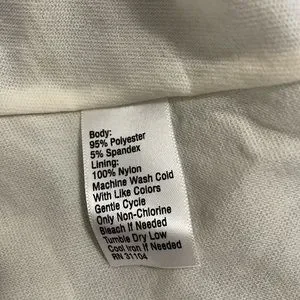 Body:
95% Polyester
5% Spandex
Lining:
100% Nylon
Machine Wash Cold
With Like Colors
Gentle Cycle
Only Non-Chlorine
Bleach If Needed
Tumble Dry Low
Cool Iron If Needed
RN 31104